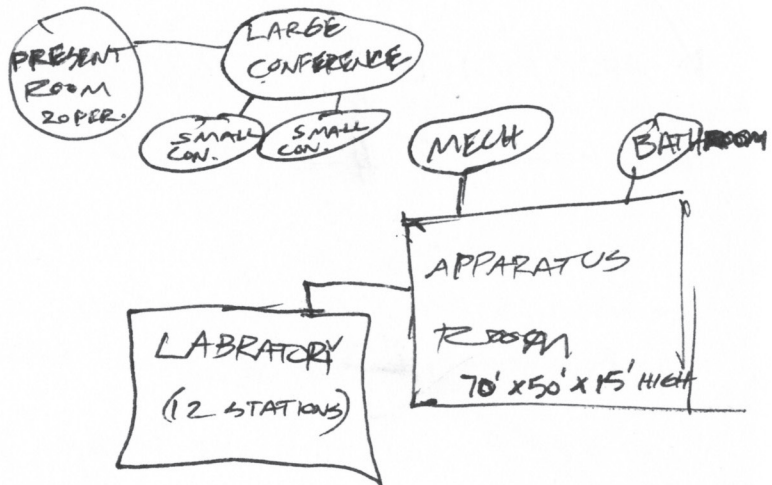 PRESENT
ROOM
20 PER.
LARGE
CONFERENCE
SMALL
CON.
SMALL
CON.
MECH
BATHROOM
APPARATUS
ROOM
70' x 50' x 15' HIGH
LABRATORY
(12 STATIONS)